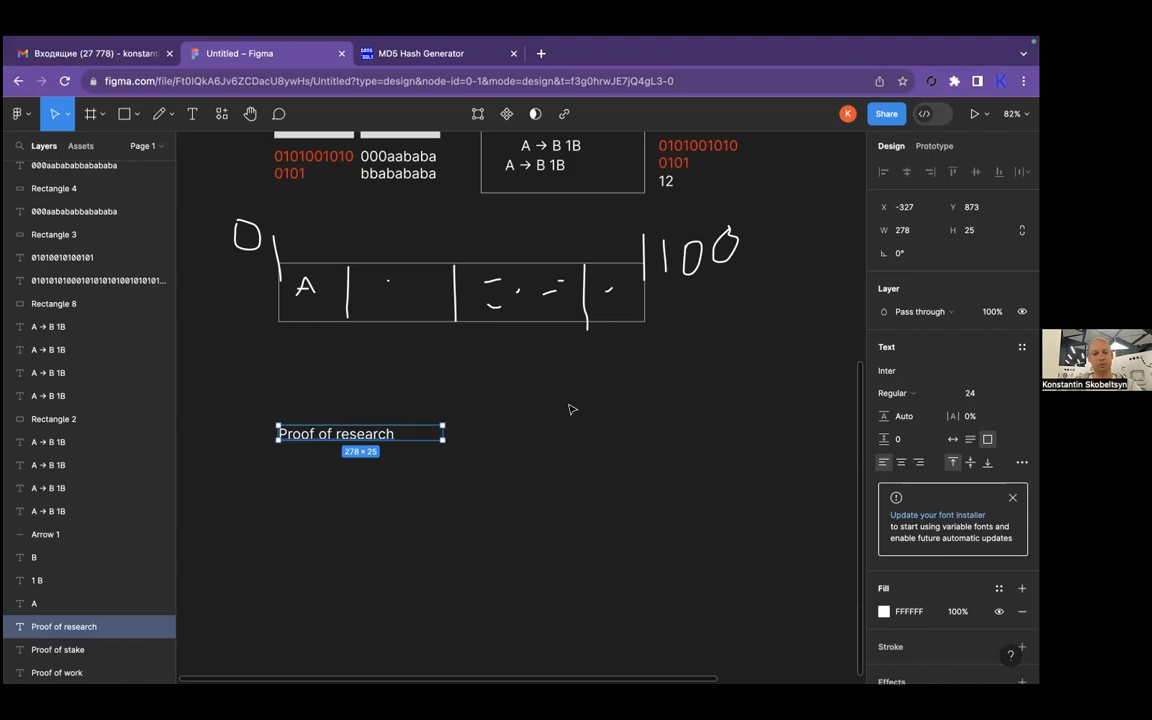 Входящие (27 778) - konstant
Untitled – Figma
MD5 Hash Generator
figma.com/file/Ft0IQkA6Jv6ZCDacU8ywHs/Untitled?type=design&node-id=0-1&mode=design&t=f3g0hrwJE7jQ4gL3-0
K
Share
82%
Layers
Assets
Page 1
000aabababbabababa
Rectangle 4
000aabababbabababa
Rectangle 3
01010010100101
01010101000101010101001010101...
Rectangle 8
A → B 1B
A → B 1B
A → B 1B
A → B 1B
Rectangle 2
A → B 1B
A → B 1B
A → B 1B
A → B 1B
Arrow 1
B
1 B
A
Proof of research
Proof of stake
Proof of work
0101001010
0101
000aababa
bbabababa
A → B 1B
A → B 1B
0101001010
0101
12
0
100
A
Proof of research
278 × 25
Design
Prototype
X -327
Y 873
W 278
H 25
0°
Layer
Pass through
100%
Text
Inter
Regular
24
Auto
0%
0
Update your font installer
to start using variable fonts and
enable future automatic updates
Fill
FFFFFF
100%
Stroke
Effects
?
Konstantin Skobeltsyn